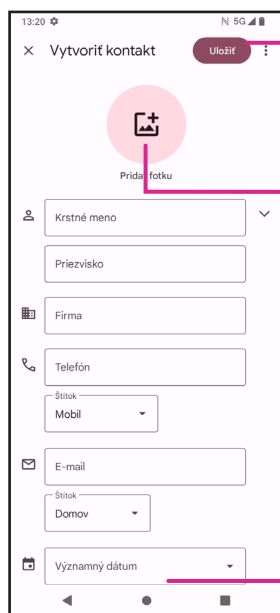 13:20 5G
Vytvoriť kontakt
Uložiť
Pridať fotku
Krstné meno
Priezvisko
Firma
Telefón
Štítok
Mobil
E-mail
Štítok
Domov
Významný dátum